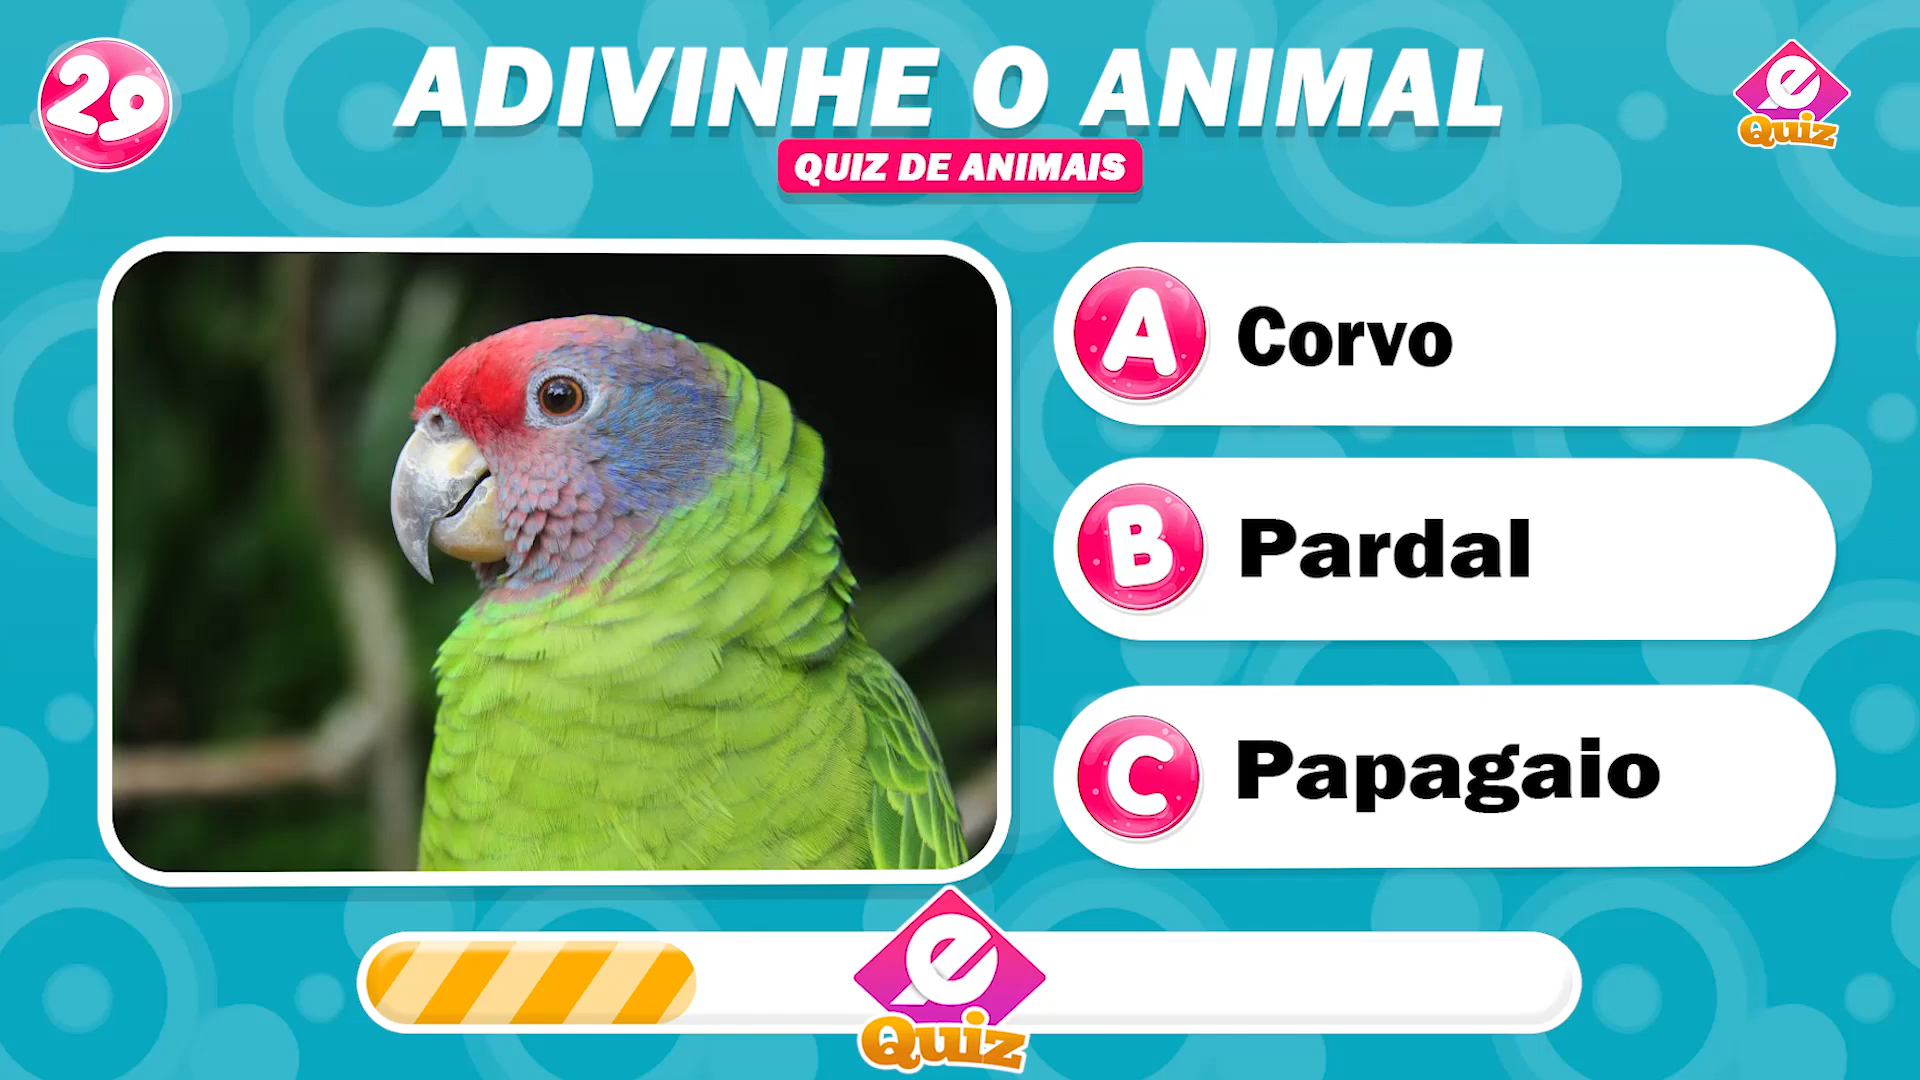 29
ADIVINHE O ANIMAL
e
Quiz
QUIZ DE ANIMAIS
A Corvo
B Pardal
C Papagaio
e
Quiz